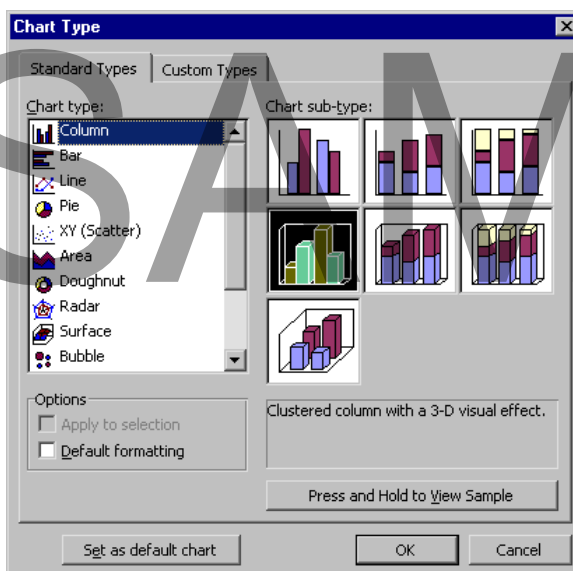 Chart Type
Standard Types
Custom Types
Chart type:
Chart sub-type:
Column
Bar
Line
Pie
XY (Scatter)
Area
Doughnut
Radar
Surface
Bubble
Options
Apply to selection
Default formatting
Clustered column with a 3-D visual effect.
Press and Hold to View Sample
Set as default chart
OK
Cancel
SAM